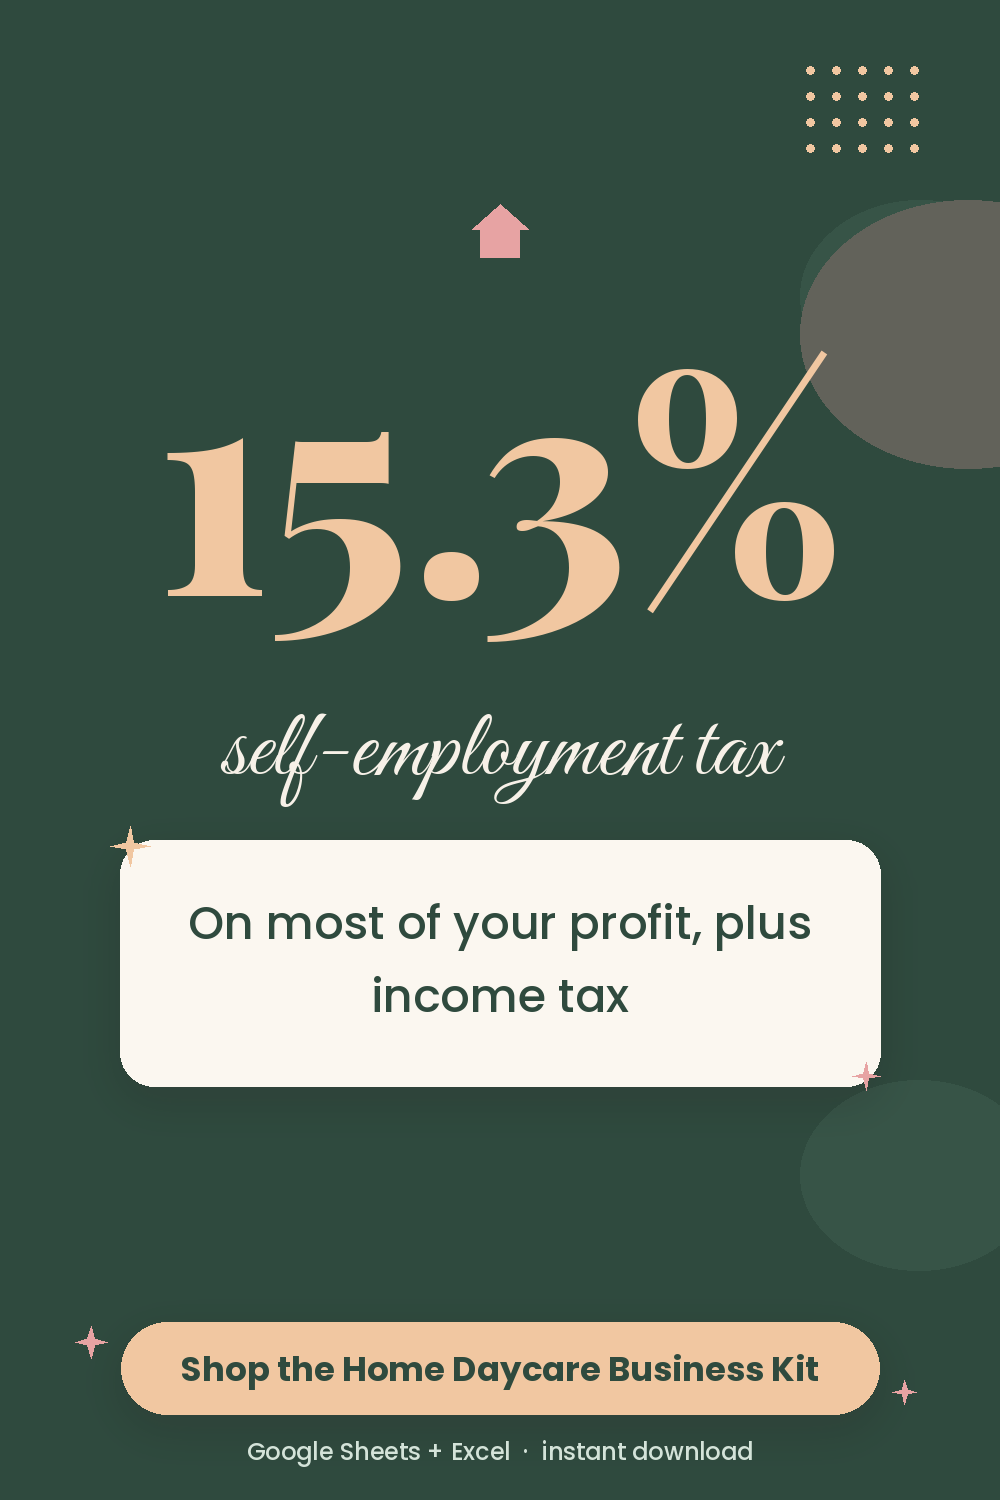 15.3%
self-employment tax
On most of your profit, plus
income tax
Shop the Home Daycare Business Kit
Google Sheets + Excel · instant download